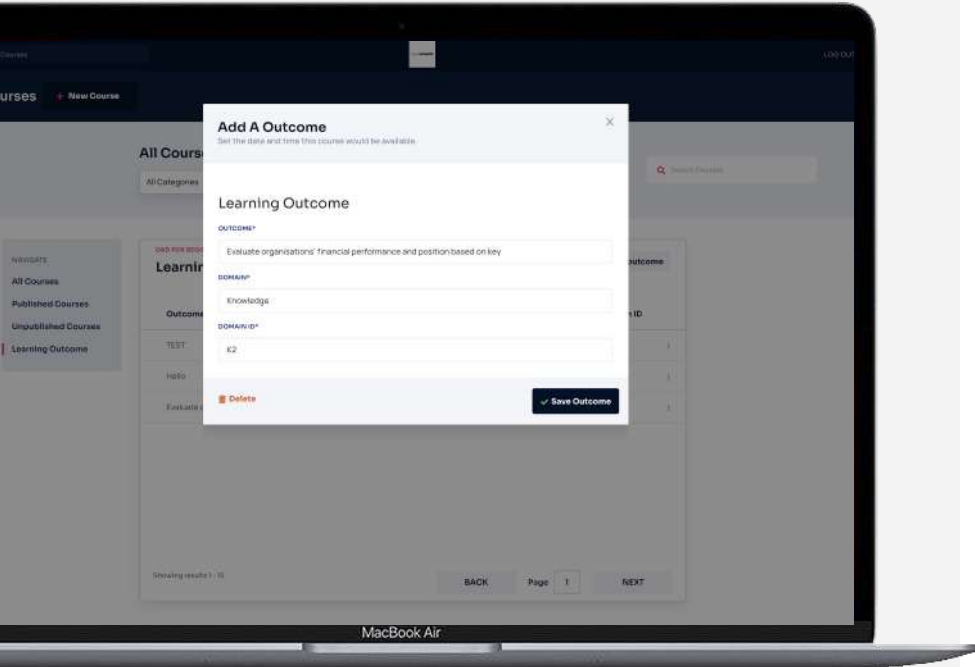 Courses
LOG OUT
urses
+ New Course
Add A Outcome
Set the date and time this course would be available.
All Cours
All Categories
Search Courses
Learning Outcome
OUTCOME*
Evaluate organisations' financial performance and position based on key
DOMAIN*
Knowledge
DOMAIN ID*
K2
Delete
Save Outcome
NAVIGATE
All Courses
Published Courses
Unpublished Courses
Learning Outcome
Learnin
outcome
Outcome
n ID
TEST
Hello
Evaluate o
Showing results 1 - 15
BACK
Page
1
NEXT
MacBook Air